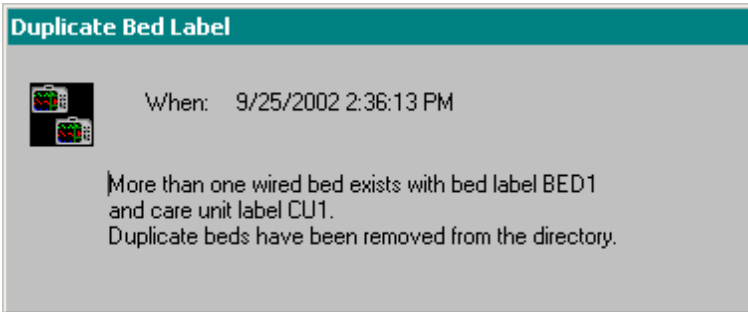 Duplicate Bed Label
When: 9/25/2002 2:36:13 PM
More than one wired bed exists with bed label BED1
and care unit label CU1.
Duplicate beds have been removed from the directory.